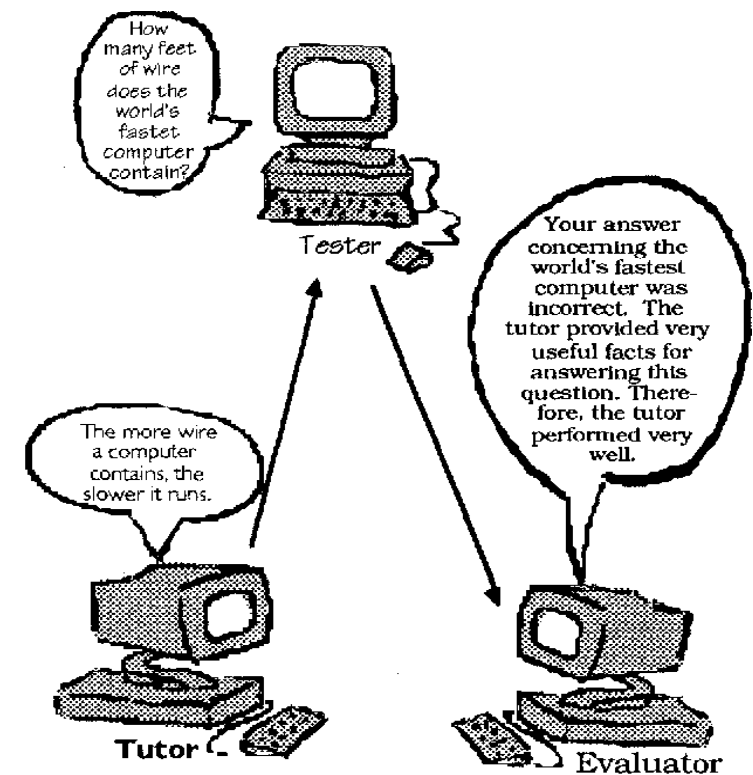 How
many feet
of wire
does the
world's
fastet
computer
contain?
Tester
Your answer
concerning the
world's fastest
computer was
incorrect. The
tutor provided very
useful facts for
answering this
question. There-
fore, the tutor
performed very
well.
The more wire
a computer
contains, the
slower it runs.
Tutor
Evaluator